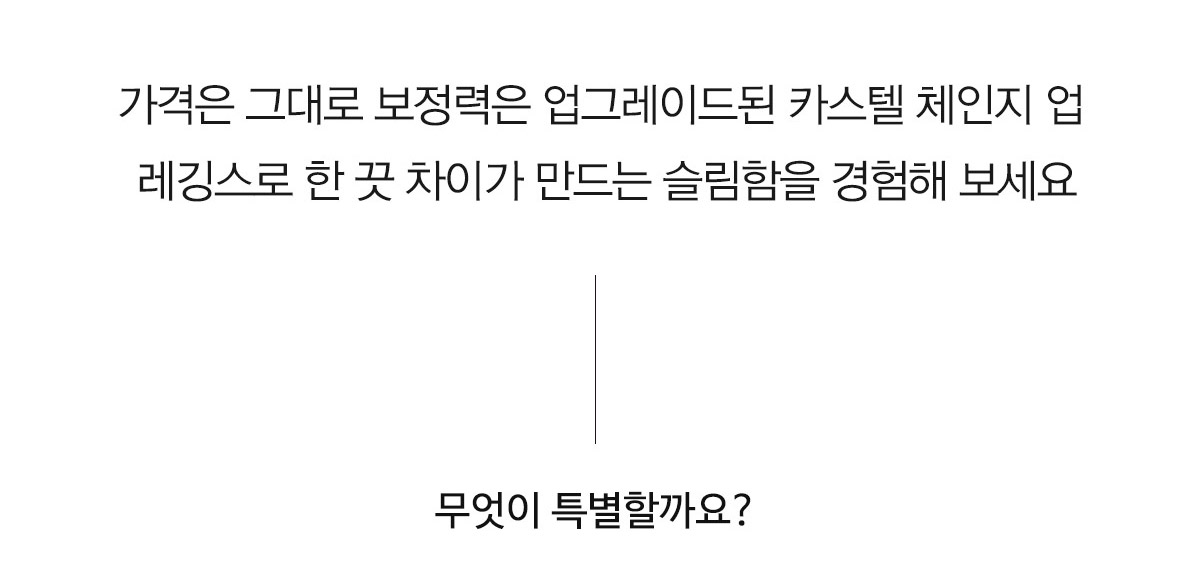 가격은 그대로 보정력은 업그레이드된 카스텔 체인지 업
레깅스로 한 끗 차이가 만드는 슬림함을 경험해 보세요
무엇이 특별할까요?